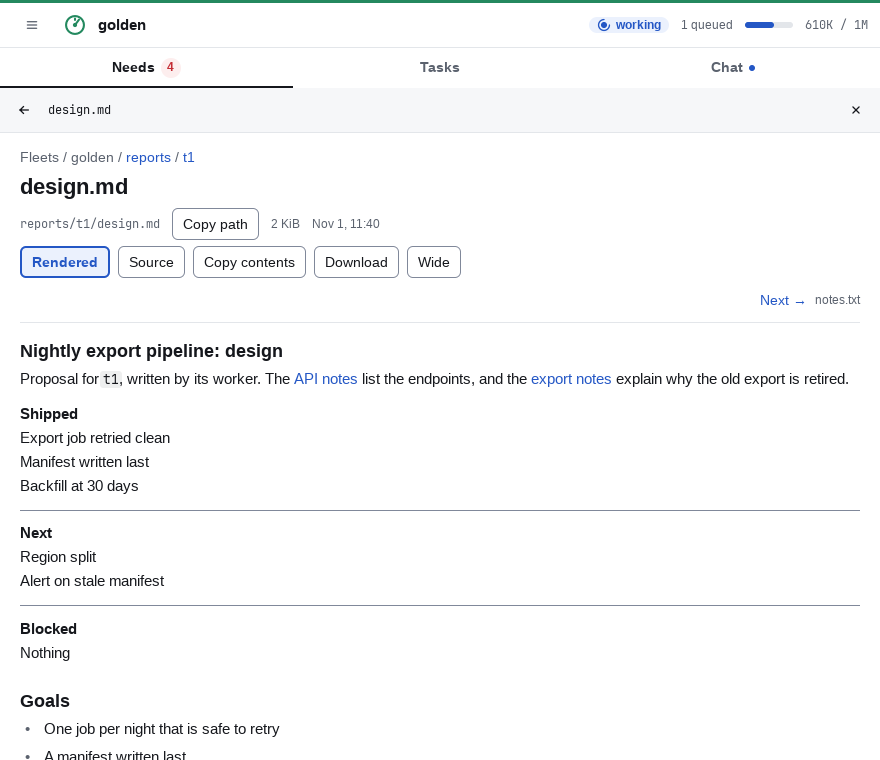 golden
working
1 queued
610K / 1M
Needs 4
Tasks
Chat
design.md
Fleets / golden / reports / t1
design.md
reports/t1/design.md
Copy path
2 KiB
Nov 1, 11:40
Rendered
Source
Copy contents
Download
Wide
Next →
notes.txt
Nightly export pipeline: design
Proposal for t1, written by its worker. The API notes list the endpoints, and the export notes explain why the old export is retired.
Shipped
Export job retried clean
Manifest written last
Backfill at 30 days
Next
Region split
Alert on stale manifest
Blocked
Nothing
Goals
• One job per night that is safe to retry
• A manifest written last